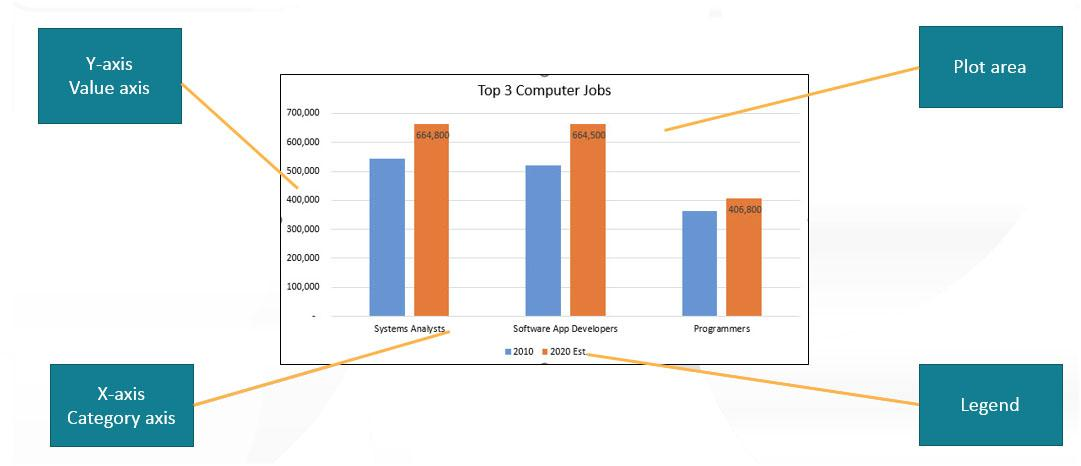 Y-axis
Value axis
Plot area
Top 3 Computer Jobs
700,000
600,000
500,000
400,000
300,000
200,000
100,000
-
664,800
664,500
406,800
Systems Analysts
Software App Developers
Programmers
2010
2020 Est.
X-axis
Category axis
Legend